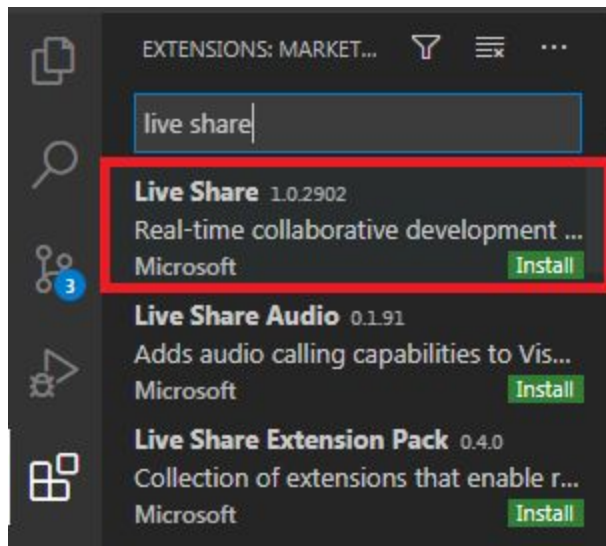 EXTENSIONS: MARKET...
live share
Live Share 1.0.2902
Real-time collaborative development ...
Microsoft Install
Live Share Audio 0.1.91
Adds audio calling capabilities to Vis...
Microsoft Install
3
Live Share Extension Pack 0.4.0
Collection of extensions that enable r...
Microsoft Install